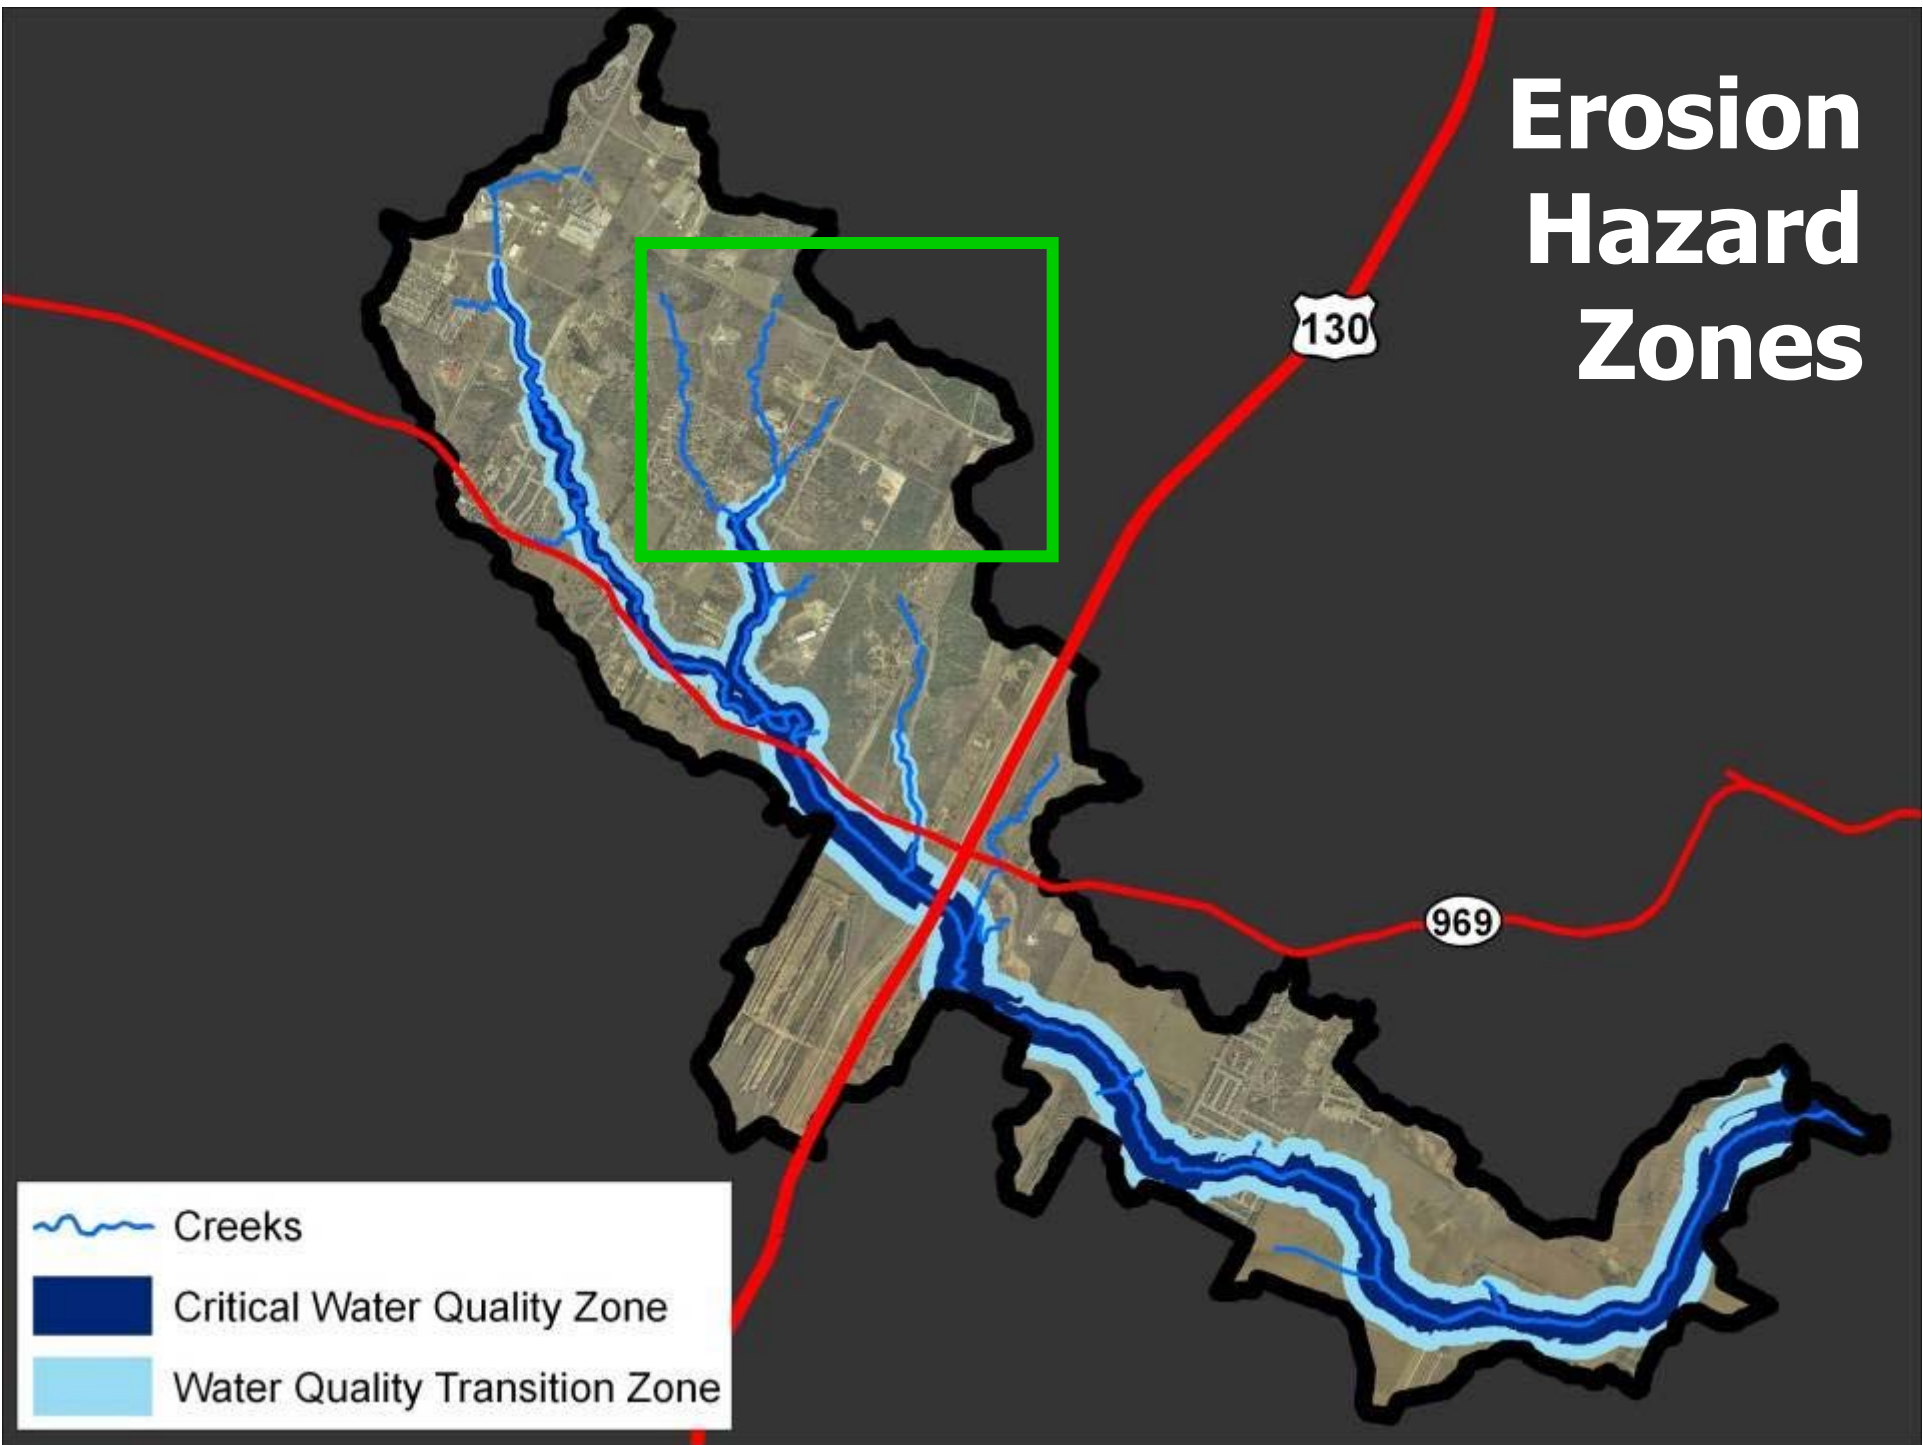 Erosion
Hazard
Zones
130
969
Creeks
Critical Water Quality Zone
Water Quality Transition Zone